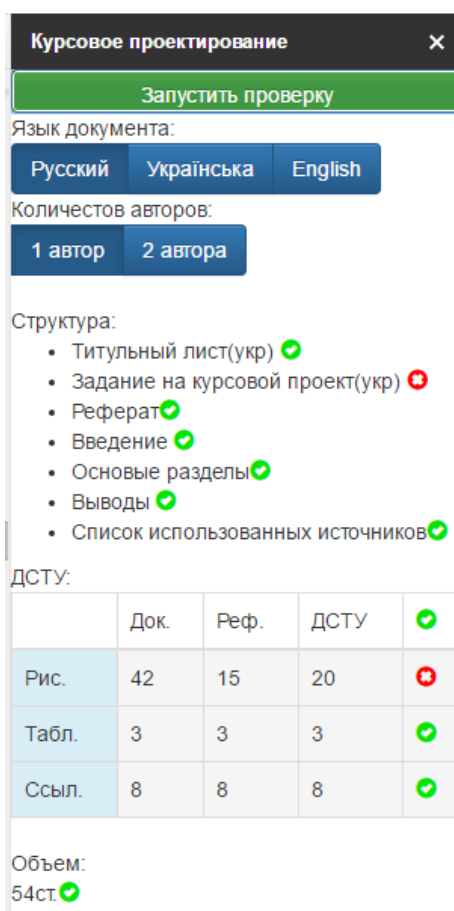 Курсовое проектирование ×
Запустить проверку
Язык документа:
Русский Українська English
Количестов авторов:
1 автор 2 автора
Структура:
• Титульный лист(укр)
• Задание на курсовой проект(укр)
• Реферат
• Введение
• Основые разделы
• Выводы
• Список использованных источников
ДСТУ:
Док. Реф. ДСТУ
Рис. 42 15 20
Табл. 3 3 3
Ссыл. 8 8 8
Объем:
54ст.